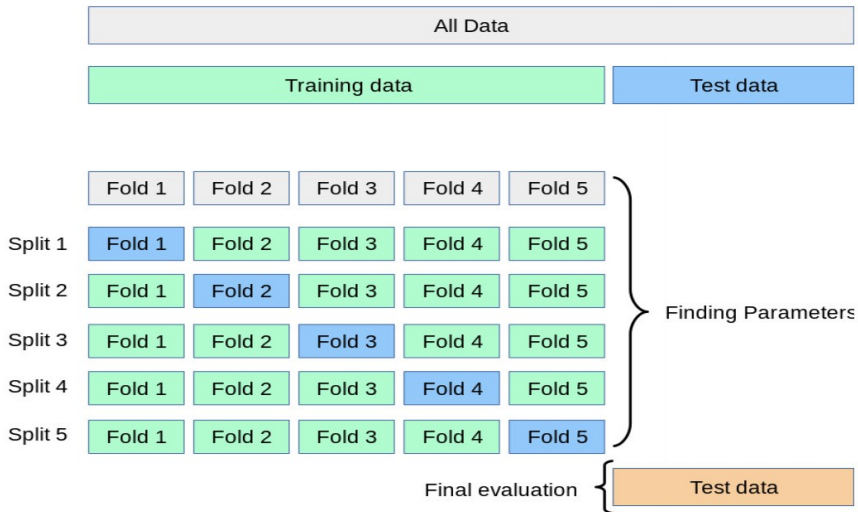 All Data
Training data Test data
Fold 1 Fold 2 Fold 3 Fold 4 Fold 5
Split 1 Fold 1 Fold 2 Fold 3 Fold 4 Fold 5
Split 2 Fold 1 Fold 2 Fold 3 Fold 4 Fold 5
Finding Parameters
Split 3 Fold 1 Fold 2 Fold 3 Fold 4 Fold 5
Split 4 Fold 1 Fold 2 Fold 3 Fold 4 Fold 5
Split 5 Fold 1 Fold 2 Fold 3 Fold 4 Fold 5
Final evaluation Test data